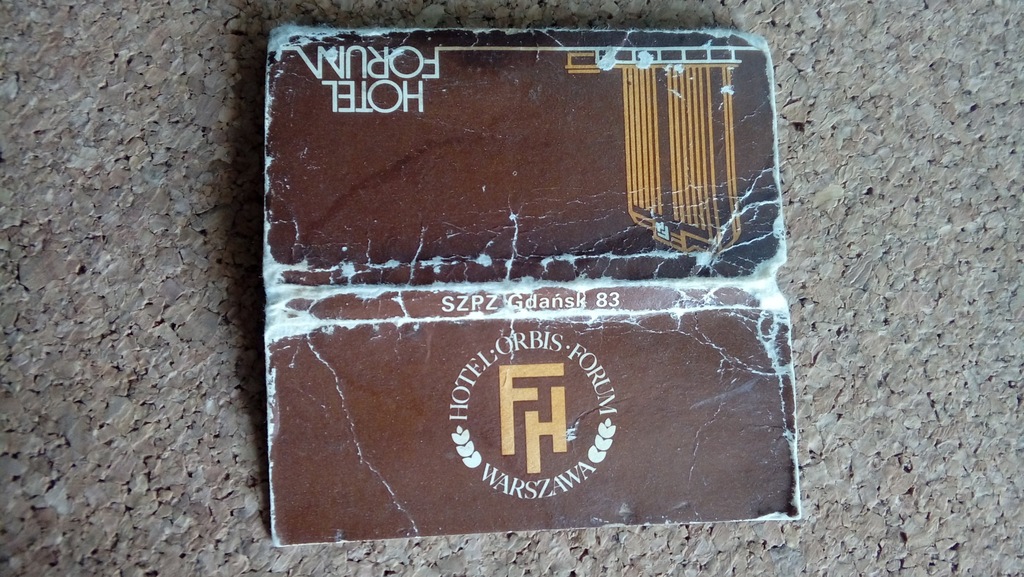 HOTEL
FORUM
SZPZ Gdańsk 83
HOTEL·ORBIS·FORUM
FH
WARSZAWA